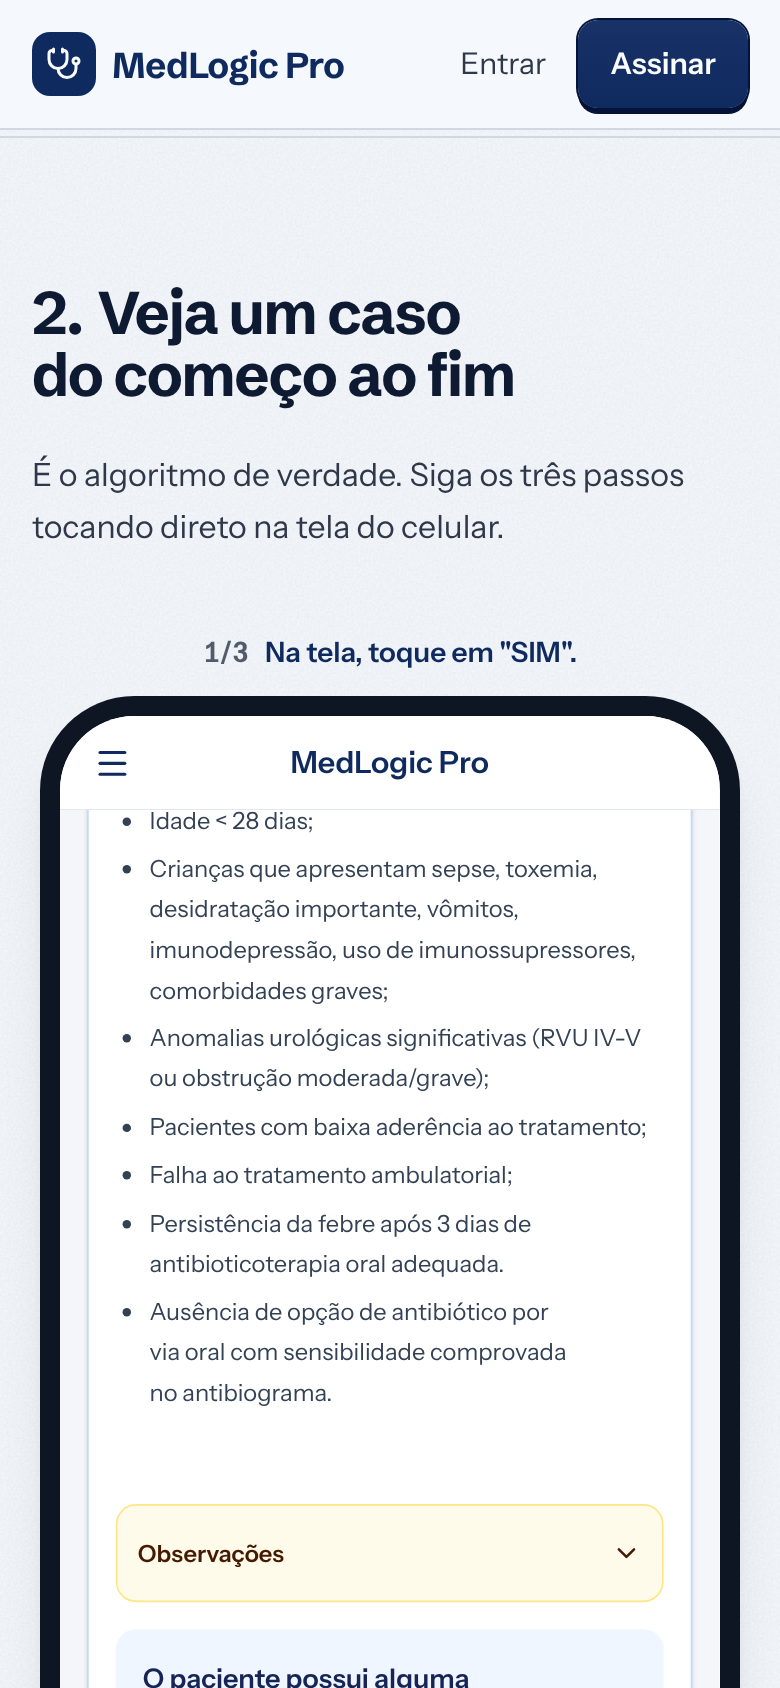 MedLogic Pro
Entrar
Assinar
2. Veja um caso
do começo ao fim
É o algoritmo de verdade. Siga os três passos
tocando direto na tela do celular.
1/3 Na tela, toque em "SIM".
MedLogic Pro
Idade < 28 dias;
Crianças que apresentam sepse, toxemia,
desidratação importante, vômitos,
imunodepressão, uso de imunossupressores,
comorbidades graves;
Anomalias urológicas significativas (RVU IV-V
ou obstrução moderada/grave);
Pacientes com baixa aderência ao tratamento;
Falha ao tratamento ambulatorial;
Persistência da febre após 3 dias de
antibioticoterapia oral adequada.
Ausência de opção de antibiótico por
via oral com sensibilidade comprovada
no antibiograma.
Observações
O paciente possui alguma